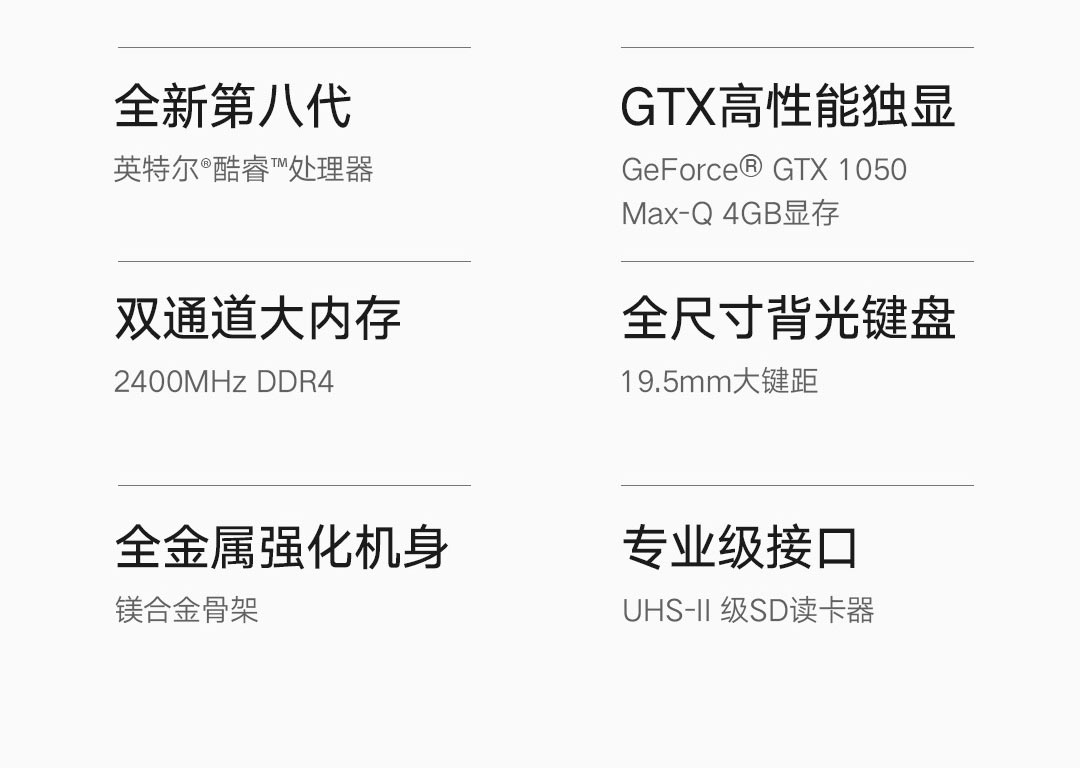 全新第八代
英特尔®酷睿™处理器
GTX高性能独显
GeForce® GTX 1050
Max-Q 4GB显存
双通道大内存
2400MHz DDR4
全尺寸背光键盘
19.5mm大键距
全金属强化机身
镁合金骨架
专业级接口
UHS-II 级SD读卡器